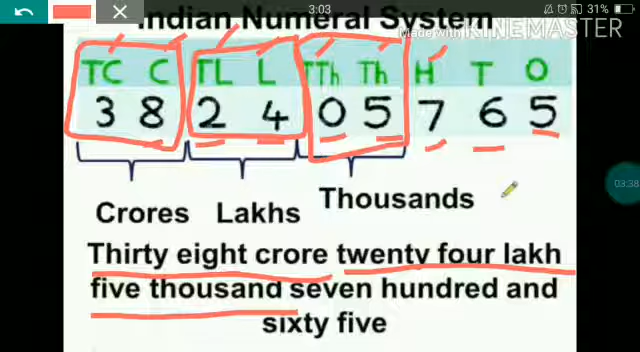 3:03
31%
Indian Numeral System
Made with KINEMASTER
TC C TL L TTh Th H T O
3 8 2 4 0 5 7 6 5
03:38
Crores Lakhs Thousands
Thirty eight crore twenty four lakh
five thousand seven hundred and
sixty five